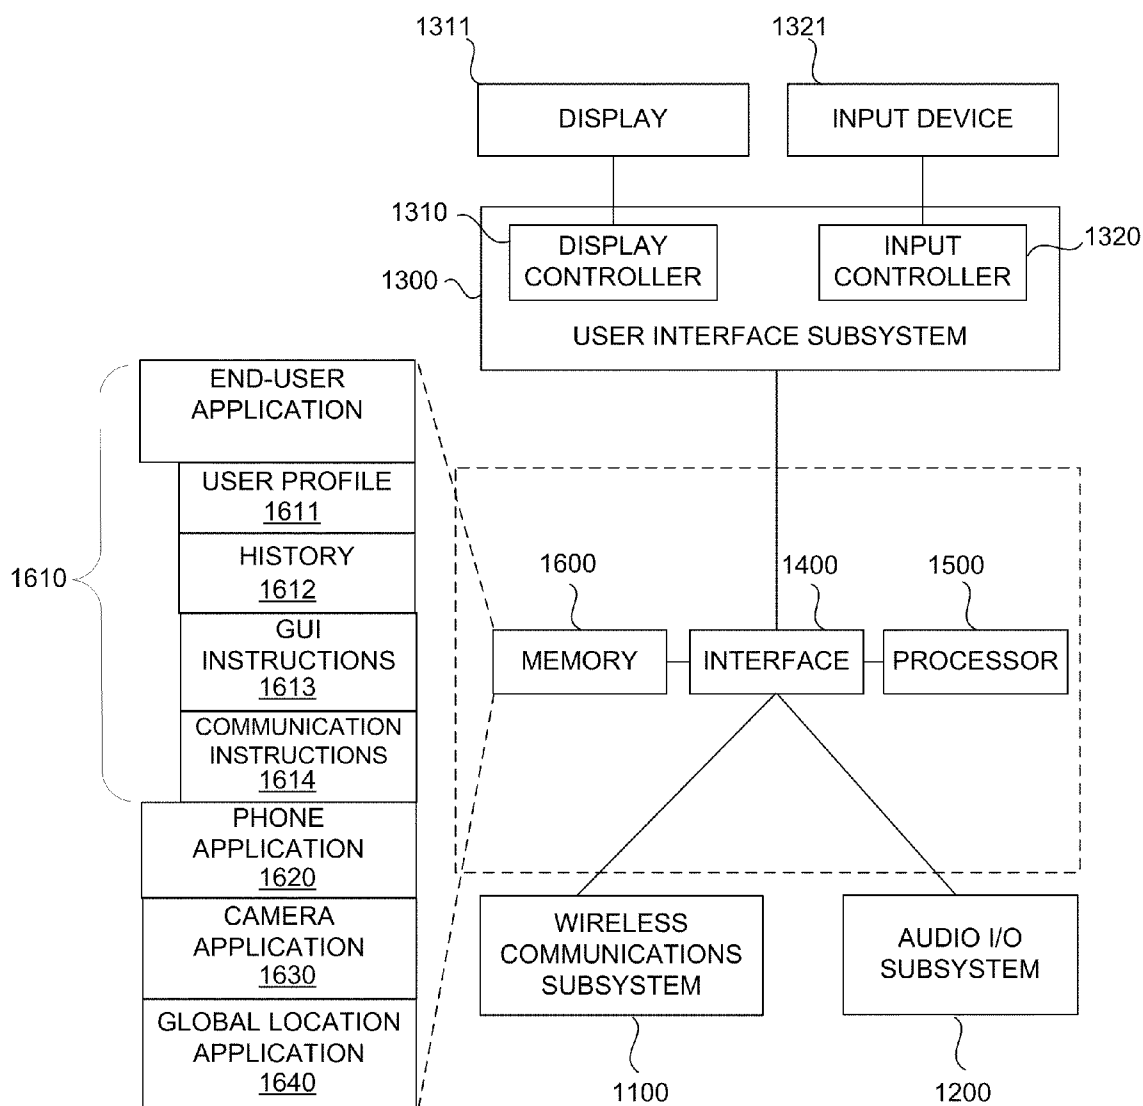 1311
1321
DISPLAY
INPUT DEVICE
1310
DISPLAY
CONTROLLER
INPUT
CONTROLLER
1320
1300
USER INTERFACE SUBSYSTEM
END-USER
APPLICATION
USER PROFILE
1611
HISTORY
1612
1610
GUI
INSTRUCTIONS
1613
COMMUNICATION
INSTRUCTIONS
1614
PHONE
APPLICATION
1620
CAMERA
APPLICATION
1630
GLOBAL LOCATION
APPLICATION
1640
1600
1400
1500
MEMORY
INTERFACE
PROCESSOR
WIRELESS
COMMUNICATIONS
SUBSYSTEM
AUDIO I/O
SUBSYSTEM
1100
1200